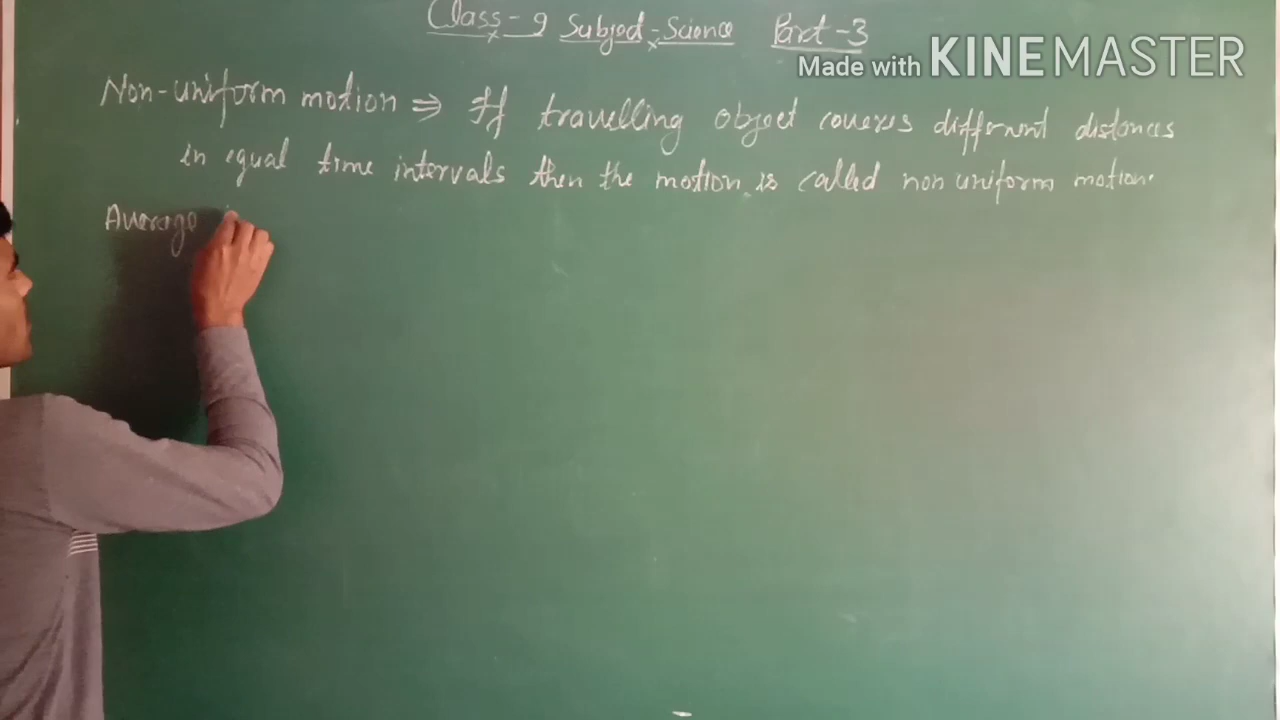 Class-9 Subject-Science Part-3
Made with KINEMASTER
Non-uniform motion ⇒ If travelling object coveres different distances
in equal time intervals then the motion is called non uniform motion.
Average